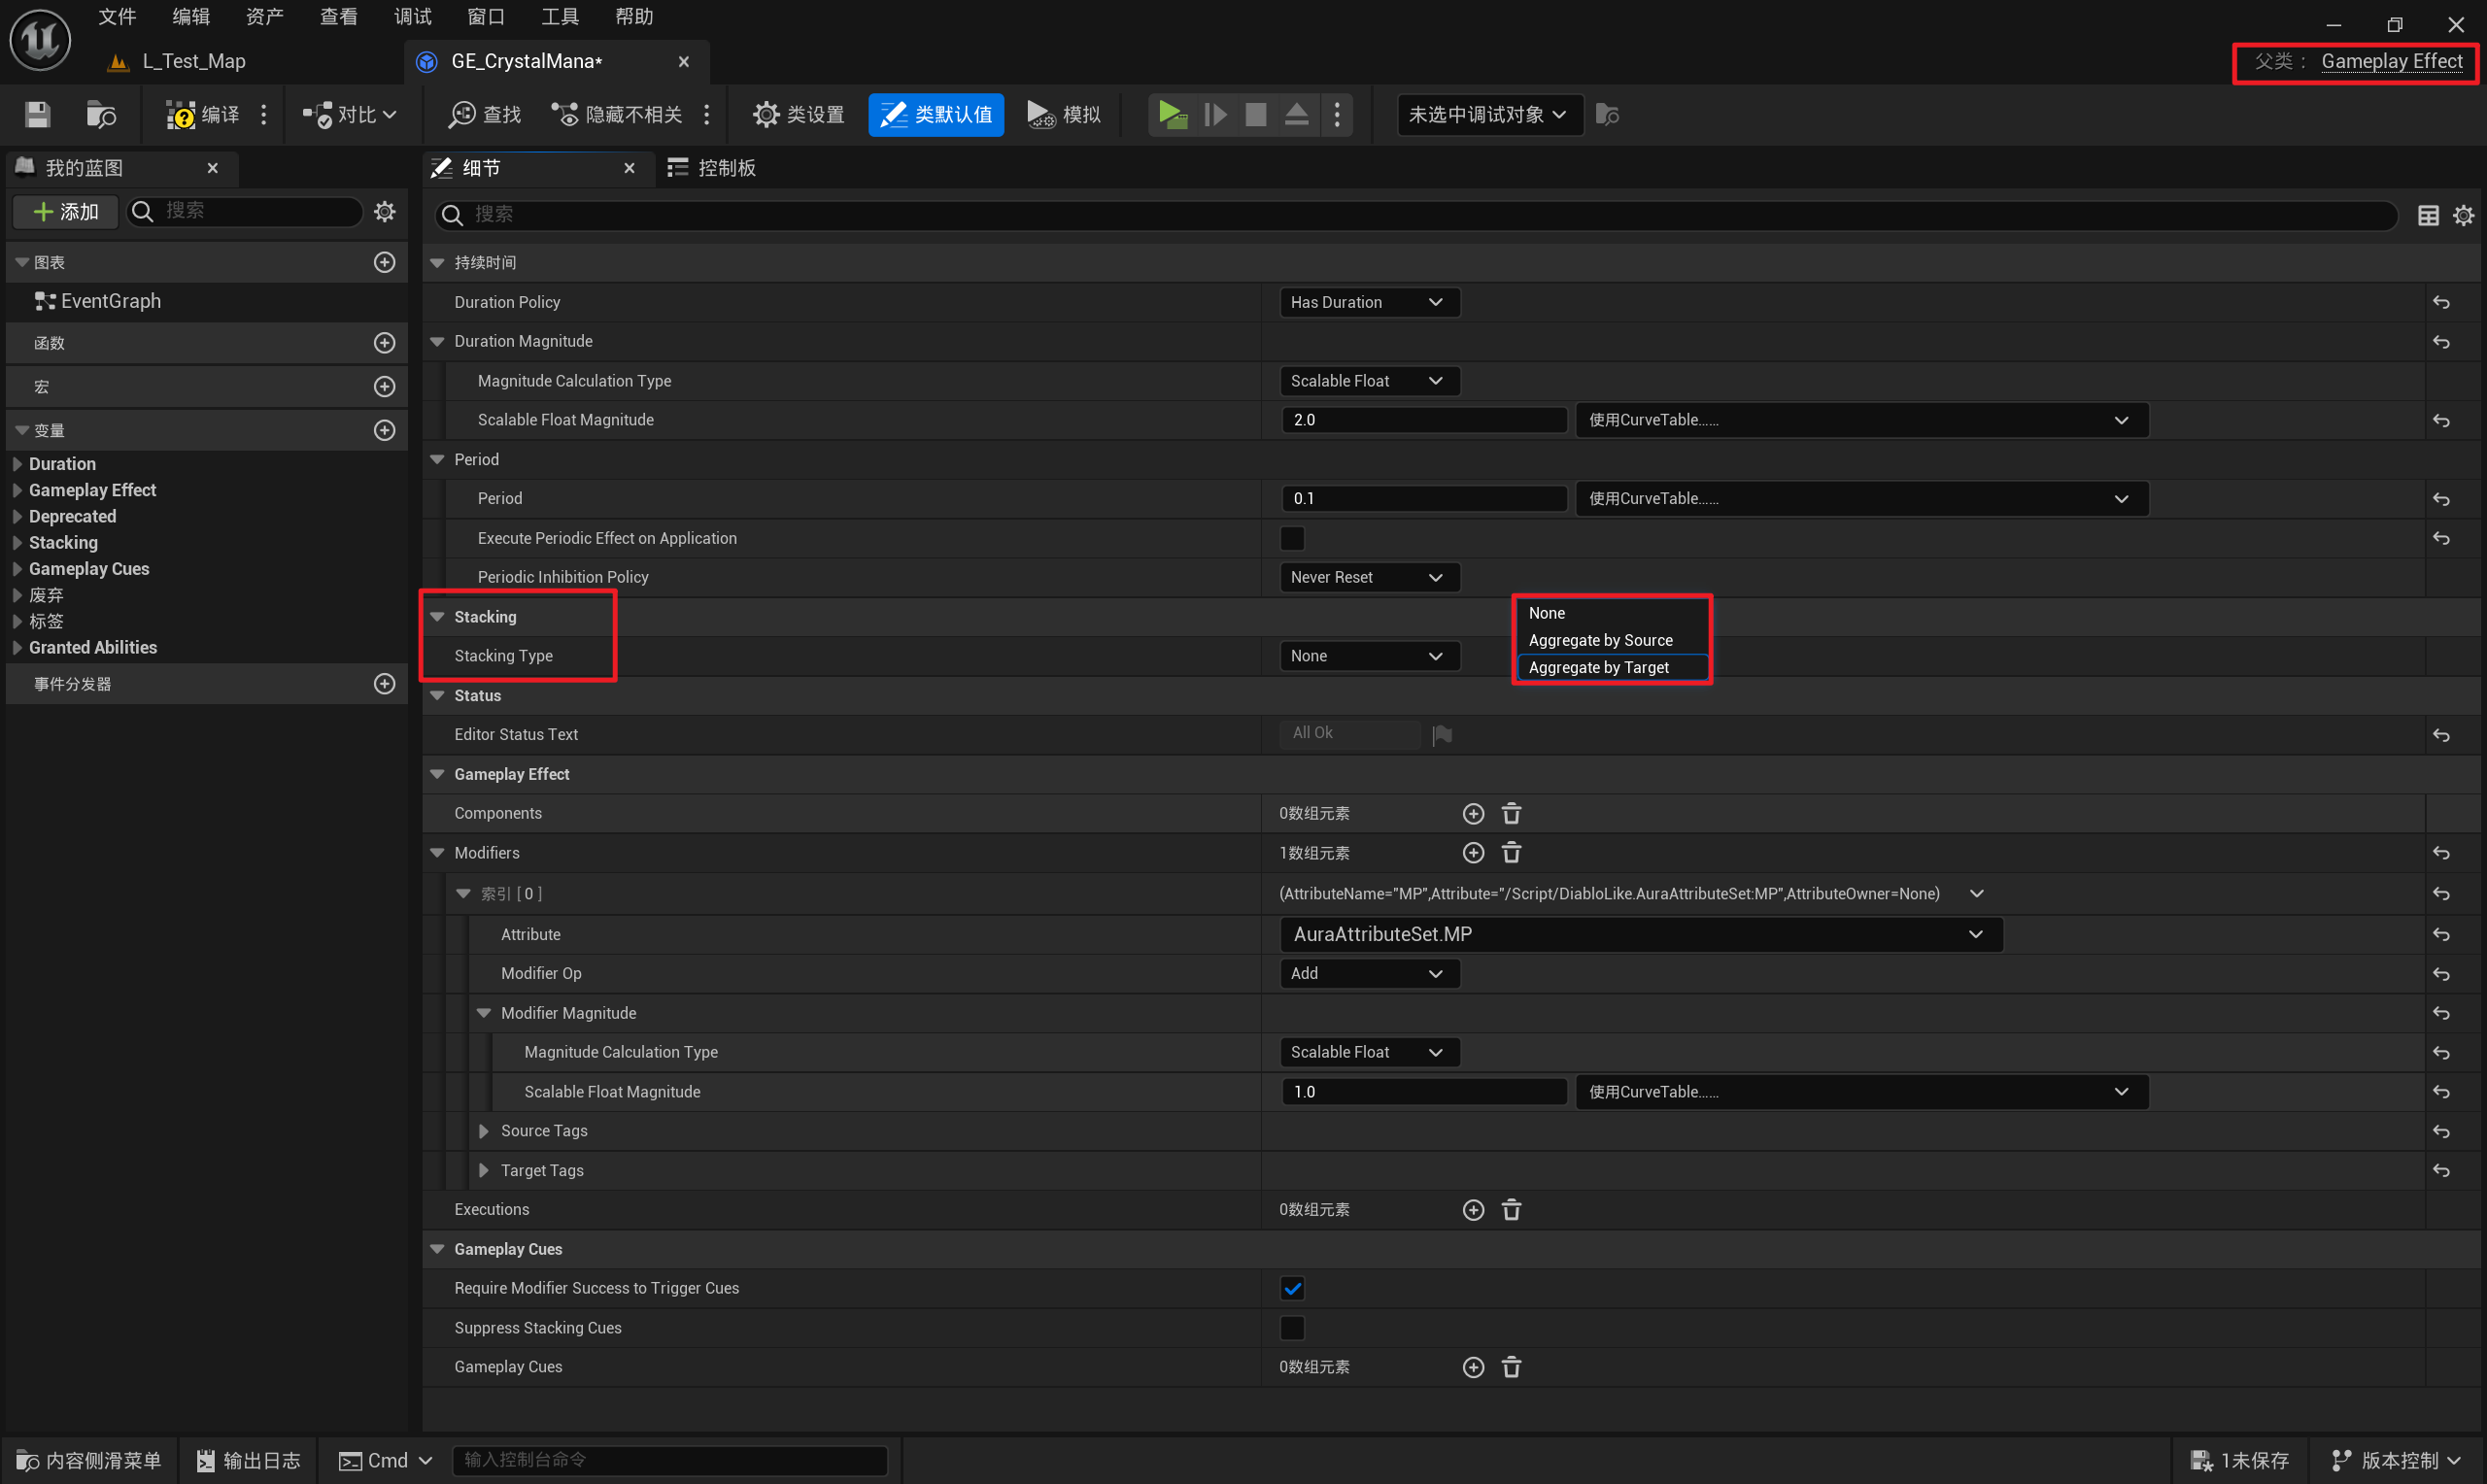 文件 编辑 资产 查看 调试 窗口 工具 帮助
L_Test_Map GE_CrystalMana* 父类： Gameplay Effect
编译 对比 查找 隐藏不相关 类设置 类默认值 模拟 未选中调试对象
我的蓝图 细节 控制板
添加 搜索 搜索
图表
EventGraph
函数
宏
变量
Duration
Gameplay Effect
Deprecated
Stacking
Gameplay Cues
废弃
标签
Granted Abilities
事件分发器
持续时间
Duration Policy Has Duration
Duration Magnitude
Magnitude Calculation Type Scalable Float
Scalable Float Magnitude 2.0 使用CurveTable......
Period
Period 0.1 使用CurveTable......
Execute Periodic Effect on Application
Periodic Inhibition Policy Never Reset
Stacking
Stacking Type None
None
Aggregate by Source
Aggregate by Target
Status
Editor Status Text All Ok
Gameplay Effect
Components 0数组元素
Modifiers 1数组元素
索引 [ 0 ] (AttributeName="MP",Attribute="/Script/DiabloLike.AuraAttributeSet:MP",AttributeOwner=None)
Attribute AuraAttributeSet.MP
Modifier Op Add
Modifier Magnitude
Magnitude Calculation Type Scalable Float
Scalable Float Magnitude 1.0 使用CurveTable......
Source Tags
Target Tags
Executions 0数组元素
Gameplay Cues
Require Modifier Success to Trigger Cues
Suppress Stacking Cues
Gameplay Cues 0数组元素
内容侧滑菜单 输出日志 Cmd 输入控制台命令 1未保存 版本控制